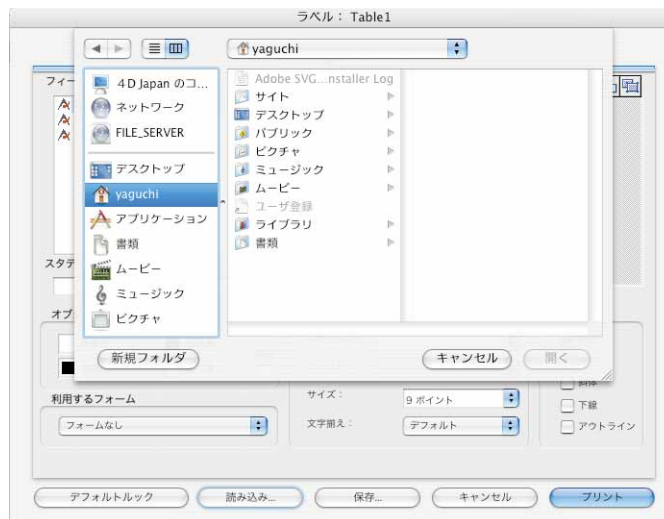 ラベル： Table1
yaguchi
フィー
4D Japan のコ...
ネットワーク
FILE_SERVER
デスクトップ
yaguchi
アプリケーション
書類
ムービー
ミュージック
ピクチャ
Adobe SVG...nstaller Log
サイト
デスクトップ
パブリック
ピクチャ
ミュージック
ムービー
ユーザ登録
ライブラリ
書類
スタテ
オブ
新規フォルダ
キャンセル
開く
斜体
利用するフォーム
サイズ：
9 ポイント
下線
フォームなし
文字揃え：
デフォルト
アウトライン
デフォルトルック
読み込み...
保存...
キャンセル
プリント